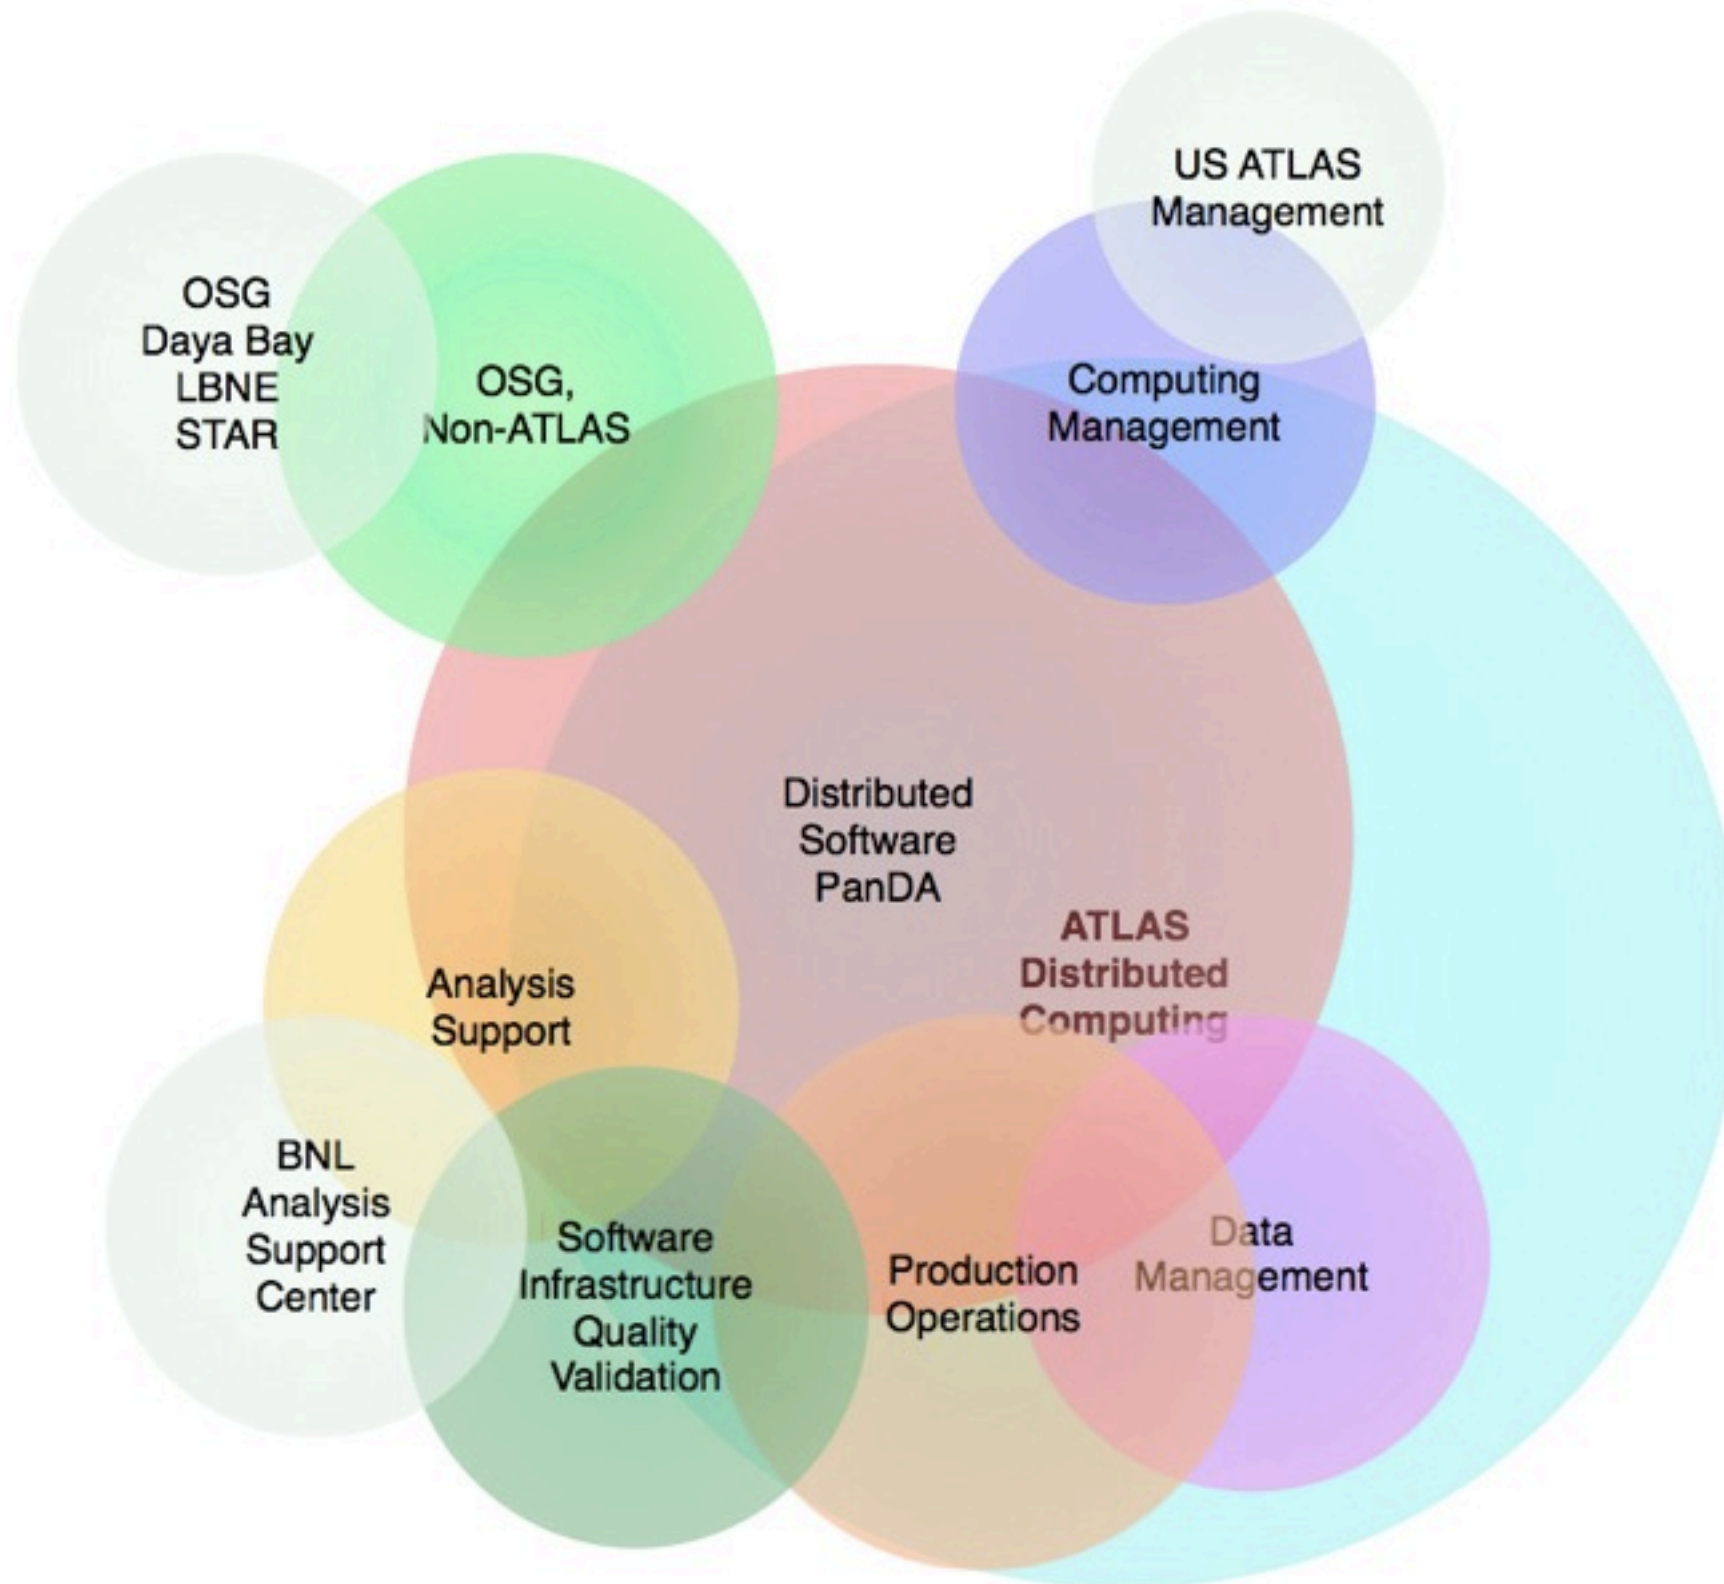 US ATLAS
Management
OSG
Daya Bay
LBNE
STAR
OSG,
Non-ATLAS
Computing
Management
Distributed
Software
PanDA
ATLAS
Distributed
Computing
Analysis
Support
BNL
Analysis
Support
Center
Software
Infrastructure
Quality
Validation
Production
Operations
Data
Management